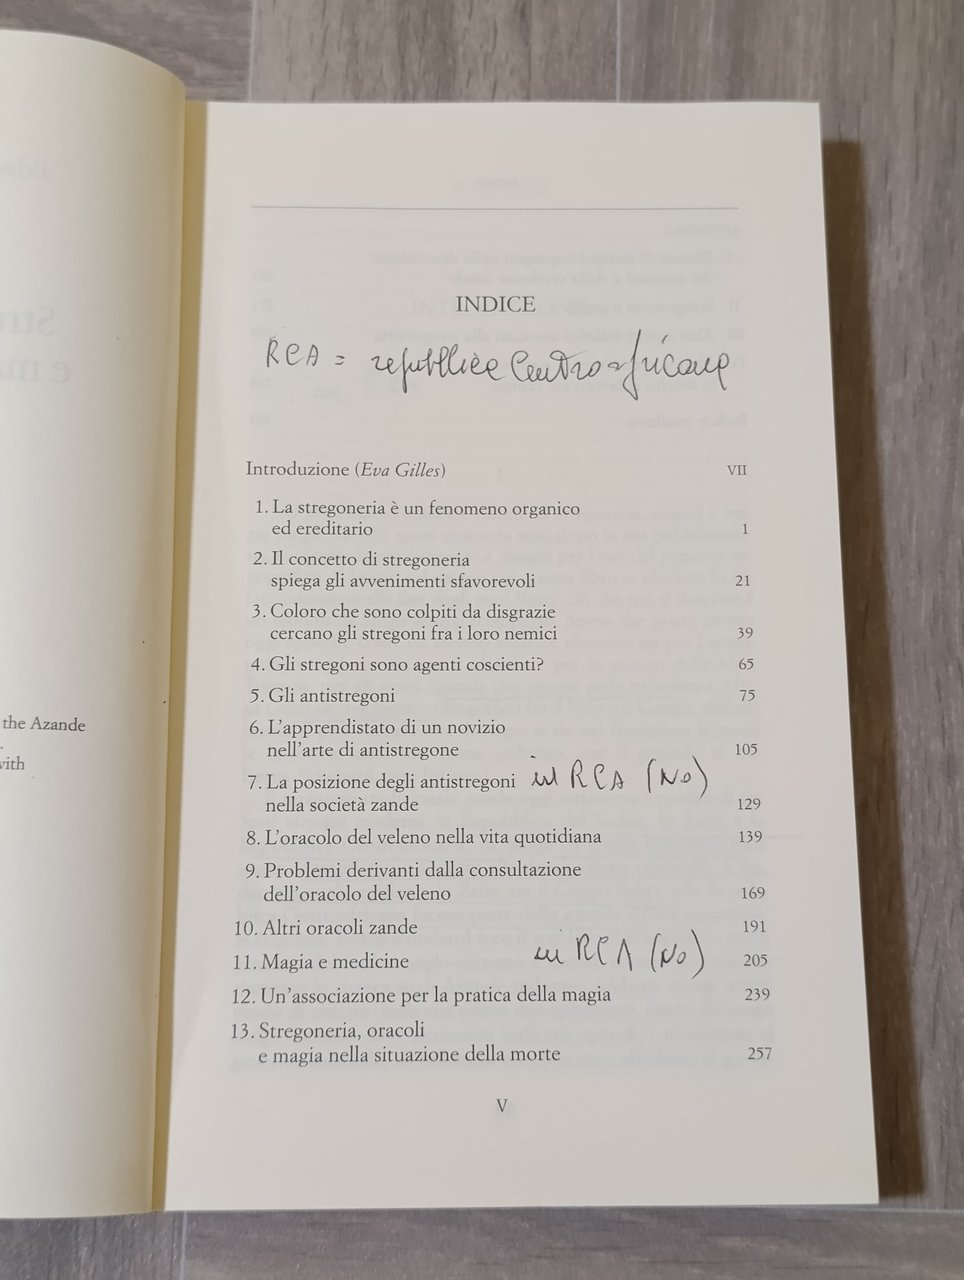 the Azande
with
INDICE
RCA = repubblica Centroafricana
Introduzione (Eva Gilles) VII
1. La stregoneria è un fenomeno organico
ed ereditario 1
2. Il concetto di stregoneria
spiega gli avvenimenti sfavorevoli 21
3. Coloro che sono colpiti da disgrazie
cercano gli stregoni fra i loro nemici 39
4. Gli stregoni sono agenti coscienti? 65
5. Gli antistregoni 75
6. L'apprendistato di un novizio
nell'arte di antistregone 105
7. La posizione degli antistregoni in RCA (NO)
nella società zande 129
8. L'oracolo del veleno nella vita quotidiana 139
9. Problemi derivanti dalla consultazione
dell'oracolo del veleno 169
10. Altri oracoli zande 191
11. Magia e medicine in RCA (NO) 205
12. Un'associazione per la pratica della magia 239
13. Stregoneria, oracoli
e magia nella situazione della morte 257
V